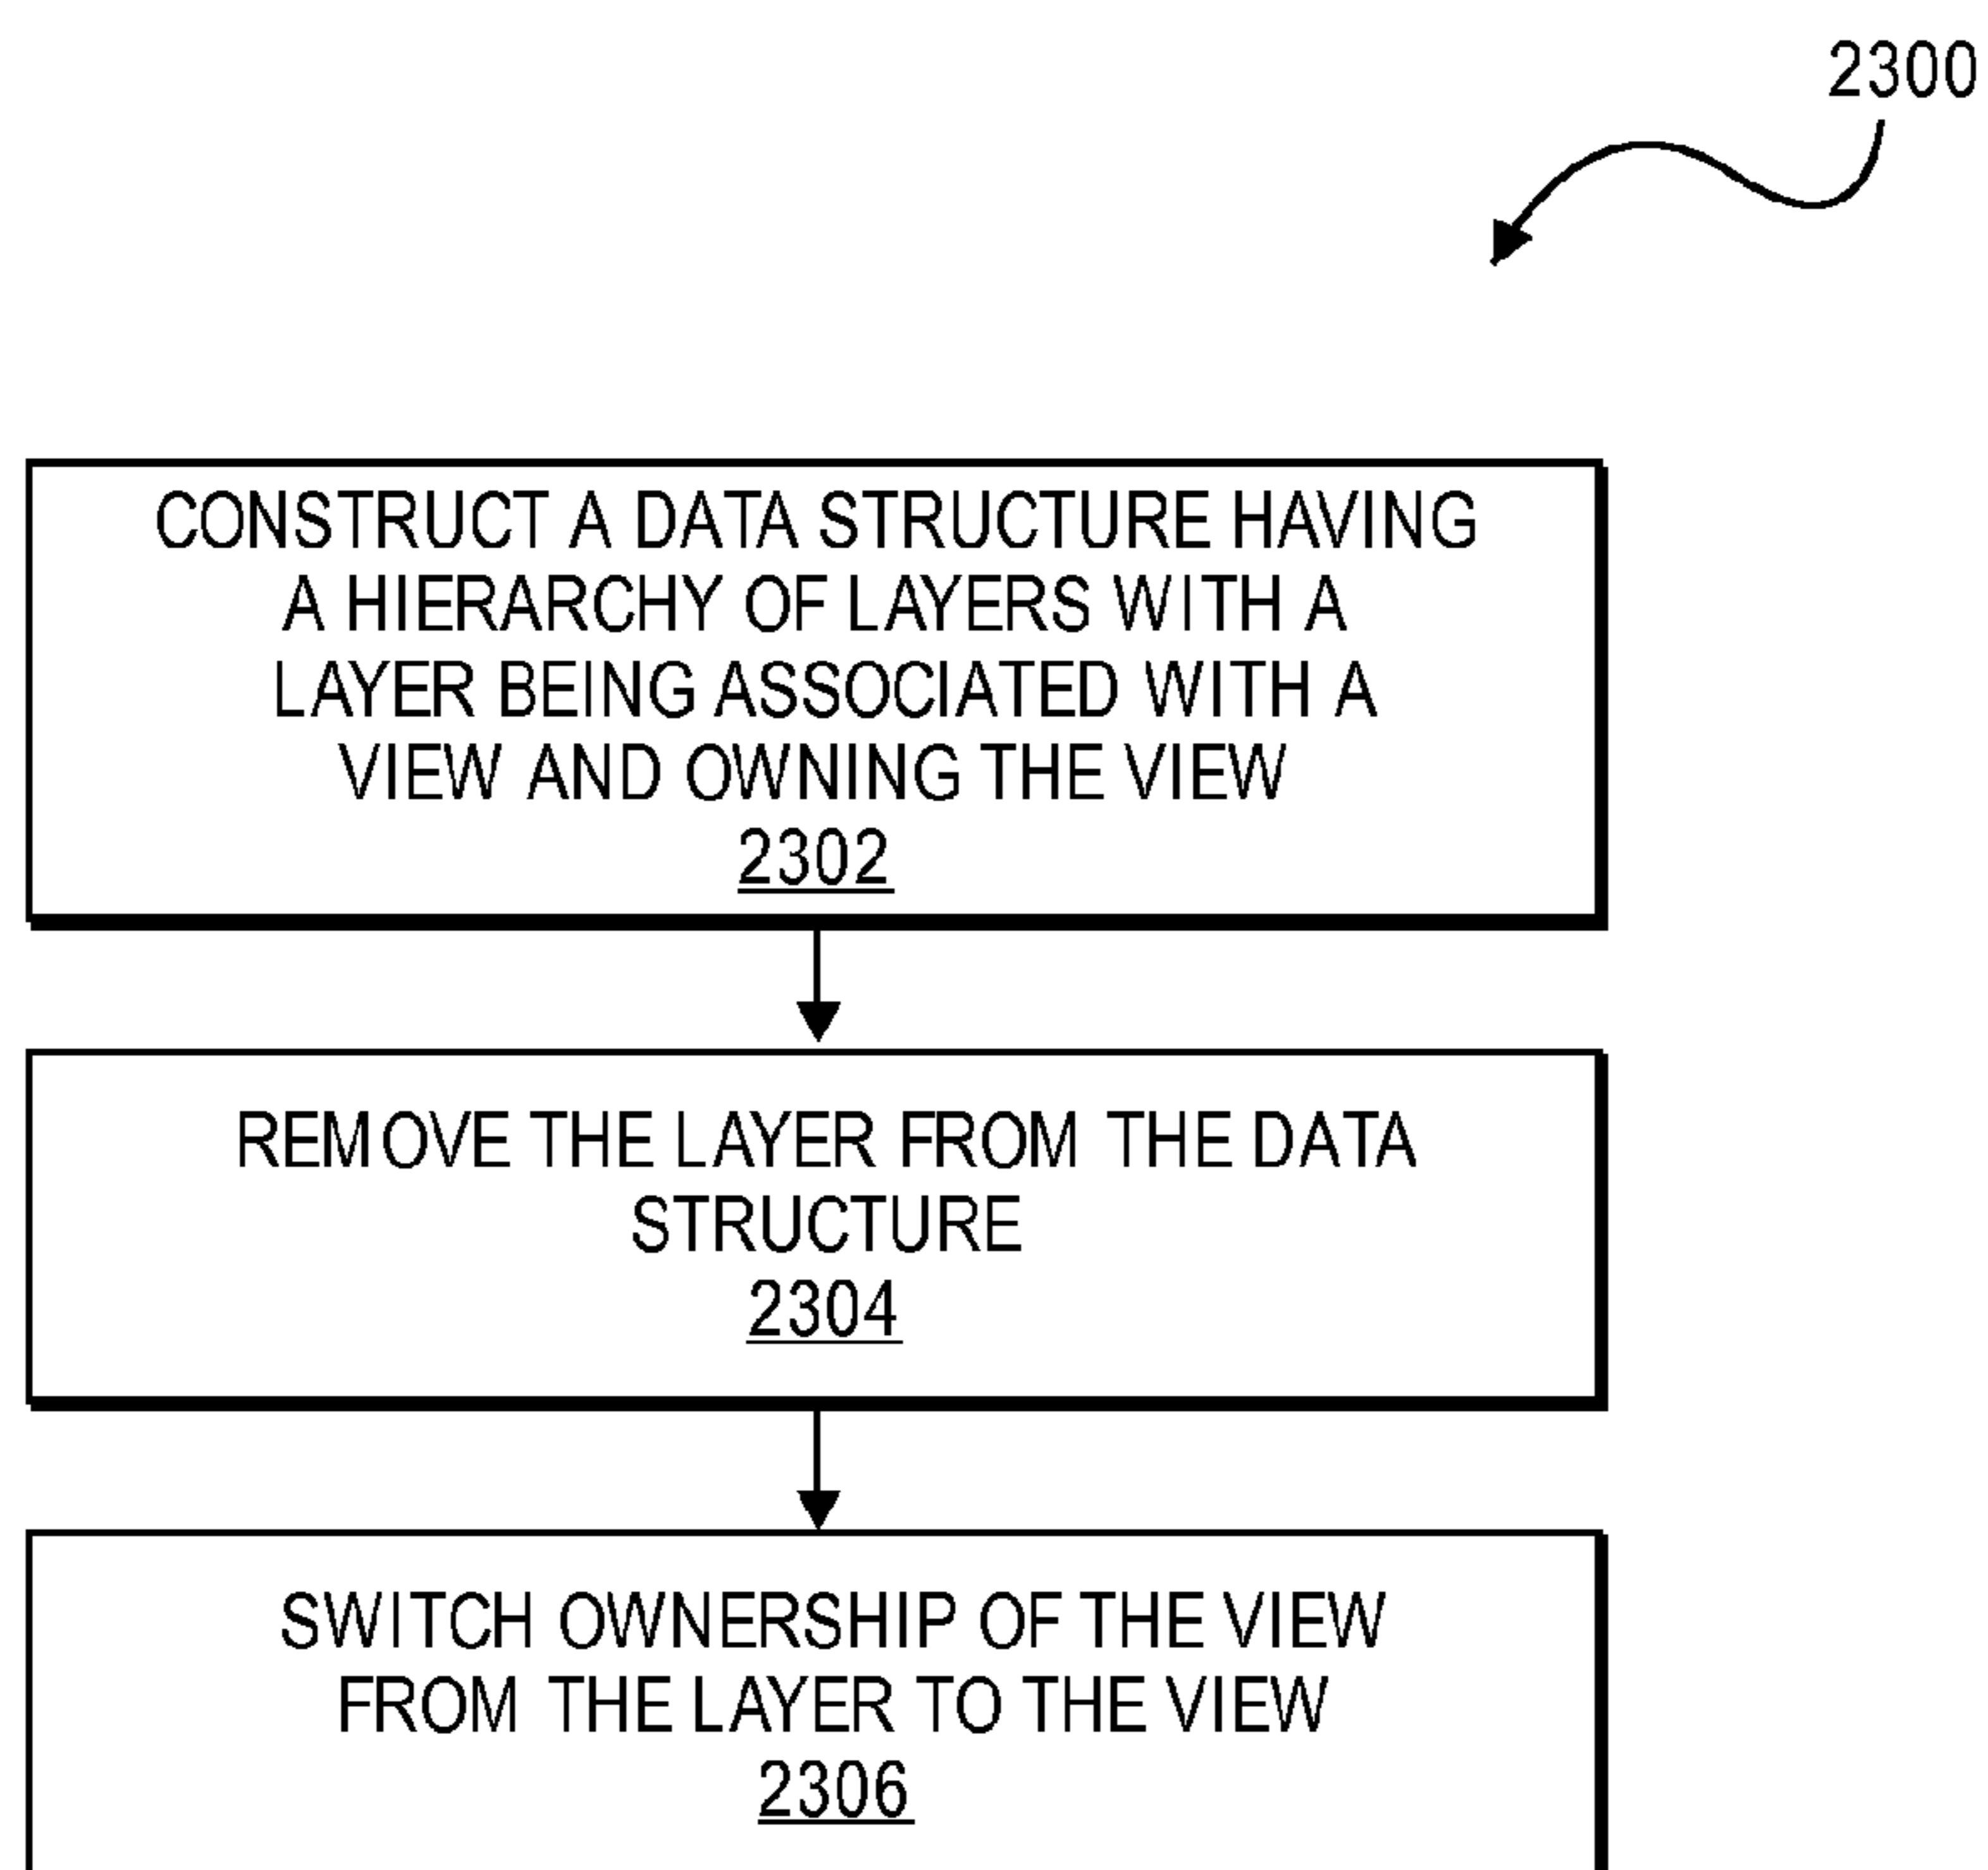 2300
CONSTRUCT A DATA STRUCTURE HAVING
A HIERARCHY OF LAYERS WITH A
LAYER BEING ASSOCIATED WITH A
VIEW AND OWNING THE VIEW
2302
REMOVE THE LAYER FROM THE DATA
STRUCTURE
2304
SWITCH OWNERSHIP OF THE VIEW
FROM THE LAYER TO THE VIEW
2306